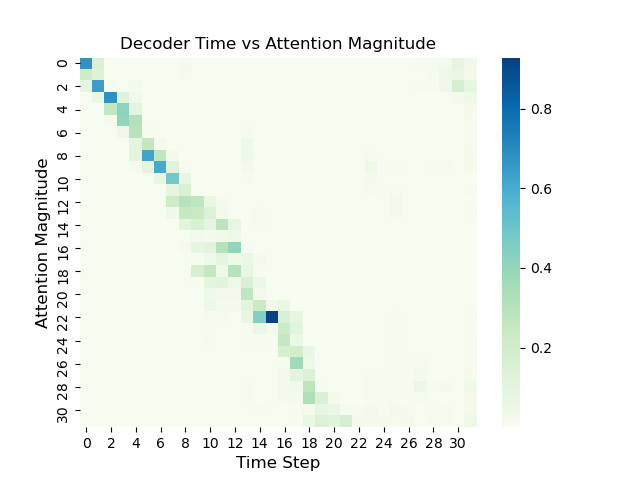 Decoder Time vs Attention Magnitude
Attention Magnitude
0 2 4 6 8 10 12 14 16 18 20 22 24 26 28 30
0 2 4 6 8 10 12 14 16 18 20 22 24 26 28 30
Time Step
0.8
0.6
0.4
0.2